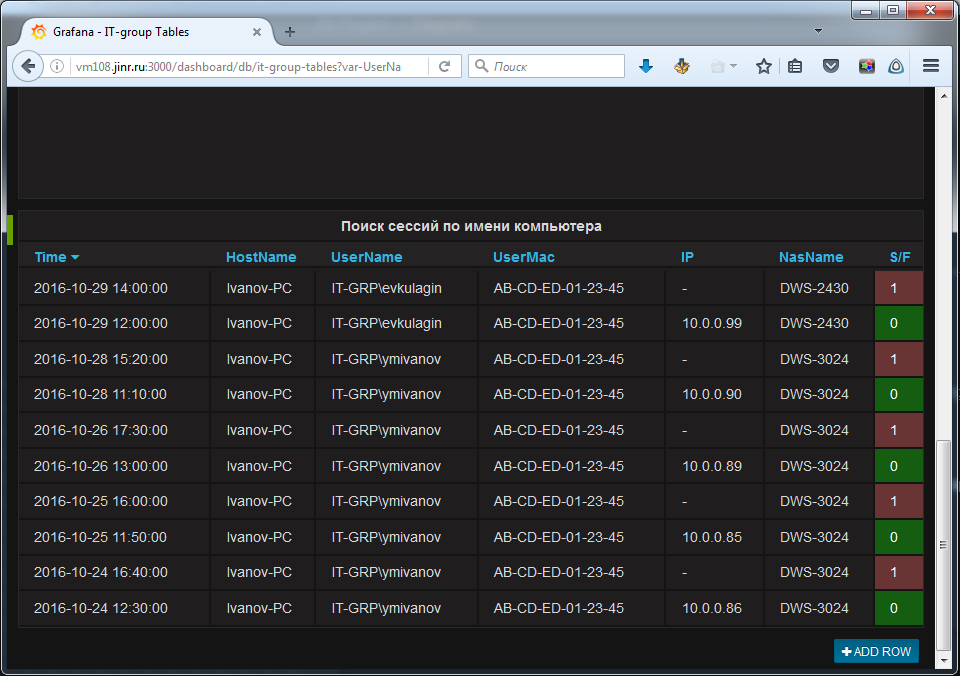 Grafana - IT-group Tables
vm108.jinr.ru:3000/dashboard/db/it-group-tables?var-UserNa
Поиск
Поиск сессий по имени компьютера
Time HostName UserName UserMac IP NasName S/F
2016-10-29 14:00:00 Ivanov-PC IT-GRP\evkulagin AB-CD-ED-01-23-45 - DWS-2430 1
2016-10-29 12:00:00 Ivanov-PC IT-GRP\evkulagin AB-CD-ED-01-23-45 10.0.0.99 DWS-2430 0
2016-10-28 15:20:00 Ivanov-PC IT-GRP\ymivanov AB-CD-ED-01-23-45 - DWS-3024 1
2016-10-28 11:10:00 Ivanov-PC IT-GRP\ymivanov AB-CD-ED-01-23-45 10.0.0.90 DWS-3024 0
2016-10-26 17:30:00 Ivanov-PC IT-GRP\ymivanov AB-CD-ED-01-23-45 - DWS-3024 1
2016-10-26 13:00:00 Ivanov-PC IT-GRP\ymivanov AB-CD-ED-01-23-45 10.0.0.89 DWS-3024 0
2016-10-25 16:00:00 Ivanov-PC IT-GRP\ymivanov AB-CD-ED-01-23-45 - DWS-3024 1
2016-10-25 11:50:00 Ivanov-PC IT-GRP\ymivanov AB-CD-ED-01-23-45 10.0.0.85 DWS-3024 0
2016-10-24 16:40:00 Ivanov-PC IT-GRP\ymivanov AB-CD-ED-01-23-45 - DWS-3024 1
2016-10-24 12:30:00 Ivanov-PC IT-GRP\ymivanov AB-CD-ED-01-23-45 10.0.0.86 DWS-3024 0
ADD ROW